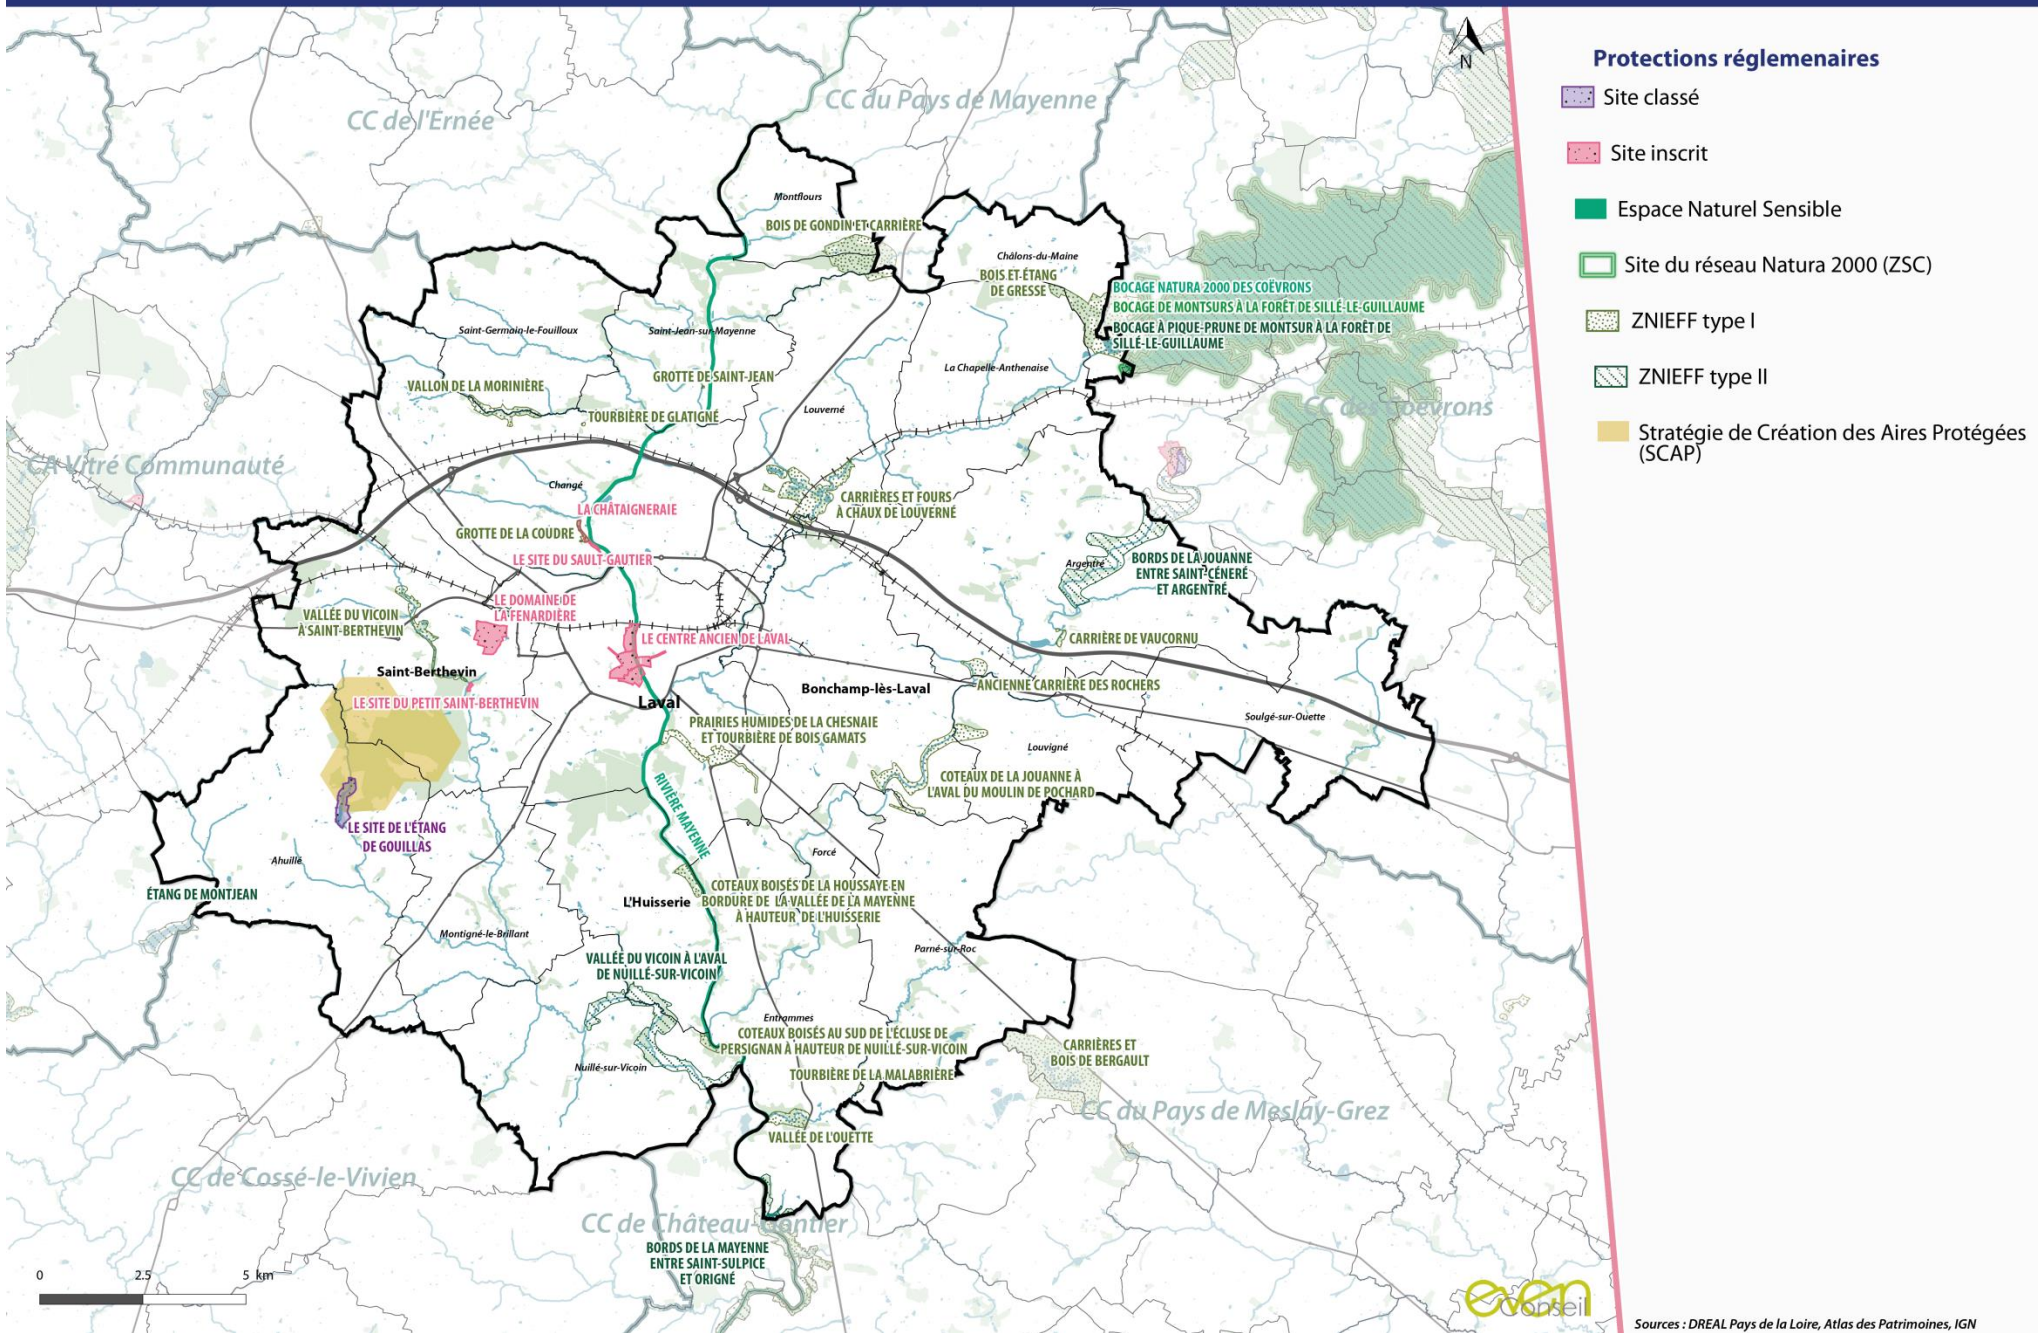 N
CC de l'Ernée
CC du Pays de Mayenne
Montflours
BOIS DE GONDIN ET CARRIÈRE
Châlons-du-Maine
BOIS ET ÉTANG
DE GRESSE
BOCAGE NATURA 2000 DES COËVRONS
BOCAGE DE MONTSURS À LA FORÊT DE SILLÉ-LE-GUILLAUME
BOCAGE À PIQUE-PRUNE DE MONTSUR À LA FORÊT DE
SILLÉ-LE-GUILLAUME
Saint-Germain-le-Fouilloux
Saint-Jean-sur-Mayenne
La Chapelle-Anthenaise
GROTTE DE SAINT-JEAN
VALLON DE LA MORINIÈRE
TOURBIÈRE DE GLATIGNÉ
Louverné
CC des Coëvrons
CA Vitré Communauté
Changé
LA CHÂTAIGNERAIE
CARRIÈRES ET FOURS
À CHAUX DE LOUVERNÉ
GROTTE DE LA COUDRE
LE SITE DU SAULT-GAUTIER
Argentré
BORDS DE LA JOUANNE
ENTRE SAINT-CÉNERÉ
ET ARGENTRÉ
LE DOMAINE DE
LA FENARDIÈRE
VALLÉE DU VICOIN
À SAINT-BERTHEVIN
LE CENTRE ANCIEN DE LAVAL
CARRIÈRE DE VAUCORNU
Saint-Berthevin
LE SITE DU PETIT SAINT-BERTHEVIN
Laval
Bonchamp-lès-Laval
ANCIENNE CARRIÈRE DES ROCHERS
PRAIRIES HUMIDES DE LA CHESNAIE
ET TOURBIÈRE DE BOIS GAMATS
Soulgé-sur-Ouette
Louvigné
COTEAUX DE LA JOUANNE À
L'AVAL DU MOULIN DE POCHARD
RIVIÈRE MAYENNE
LE SITE DE L'ÉTANG
DE GOUILLAS
Ahuillé
Forcé
ÉTANG DE MONTJEAN
L'Huisserie
COTEAUX BOISÉS DE LA HOUSSAYE EN
BORDURE DE LA VALLÉE DE LA MAYENNE
À HAUTEUR DE L'HUISSERIE
Montigné-le-Brillant
Parné-sur-Roc
VALLÉE DU VICOIN À L'AVAL
DE NUILLÉ-SUR-VICOIN
Entrammes
COTEAUX BOISÉS AU SUD DE L'ÉCLUSE DE
PERSIGNAN À HAUTEUR DE NUILLÉ-SUR-VICOIN
Nuillé-sur-Vicoin
TOURBIÈRE DE LA MALABRIÈRE
CARRIÈRES ET
BOIS DE BERGAULT
CC du Pays de Meslay-Grez
VALLÉE DE L'OUETTE
CC de Cossé-le-Vivien
CC de Château-Gontier
BORDS DE LA MAYENNE
ENTRE SAINT-SULPICE
ET ORIGNÉ
0 2.5 5 km
even
Conseil
Protections réglemenaires
Site classé
Site inscrit
Espace Naturel Sensible
Site du réseau Natura 2000 (ZSC)
ZNIEFF type I
ZNIEFF type II
Stratégie de Création des Aires Protégées
(SCAP)
Sources : DREAL Pays de la Loire, Atlas des Patrimoines, IGN